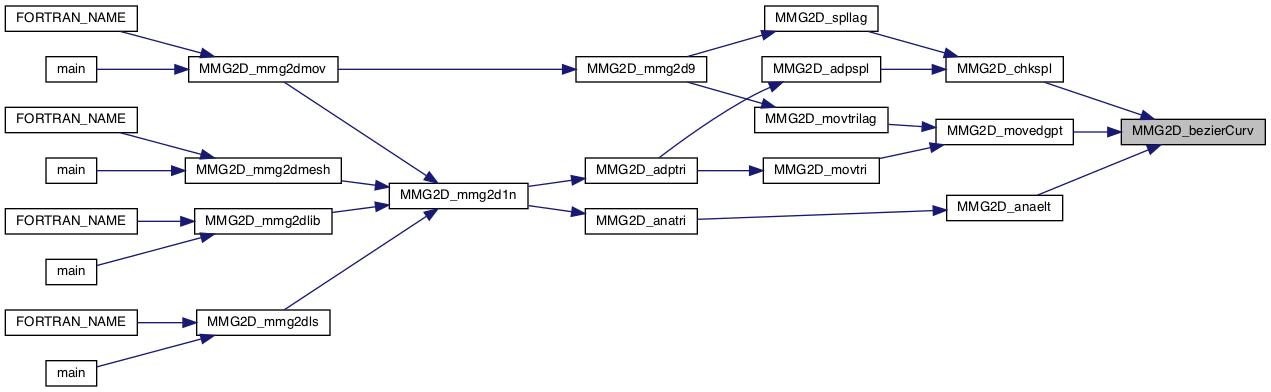 FORTRAN_NAME
MMG2D_spllag
main
MMG2D_mmg2dmov
MMG2D_mmg2d9
MMG2D_adpspl
MMG2D_chkspl
FORTRAN_NAME
MMG2D_movtrilag
MMG2D_movedgpt
MMG2D_bezierCurv
main
MMG2D_mmg2dmesh
MMG2D_adptri
MMG2D_movtri
MMG2D_mmg2d1n
FORTRAN_NAME
MMG2D_mmg2dlib
MMG2D_anatri
MMG2D_anaelt
main
FORTRAN_NAME
MMG2D_mmg2dls
main